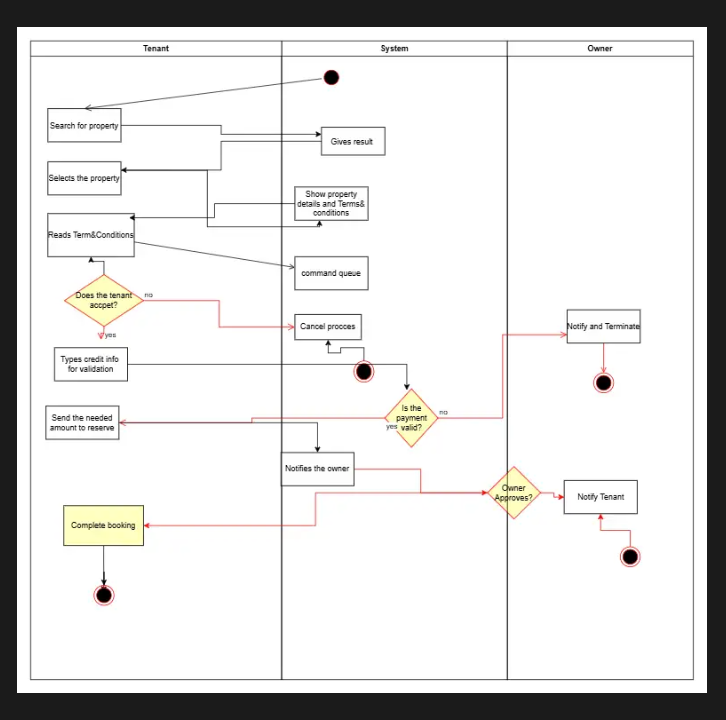 Tenant
System
Owner
Search for property
Gives result
Selects the property
Show property
details and Terms&
conditions
Reads Term&Conditions
command queue
Does the tenant
accpet?
no
yes
Cancel procces
Notify and Terminate
Types credit info
for validation
Is the
payment
valid?
no
yes
Send the needed
amount to reserve
Notifies the owner
Owner
Approves?
Notify Tenant
Complete booking